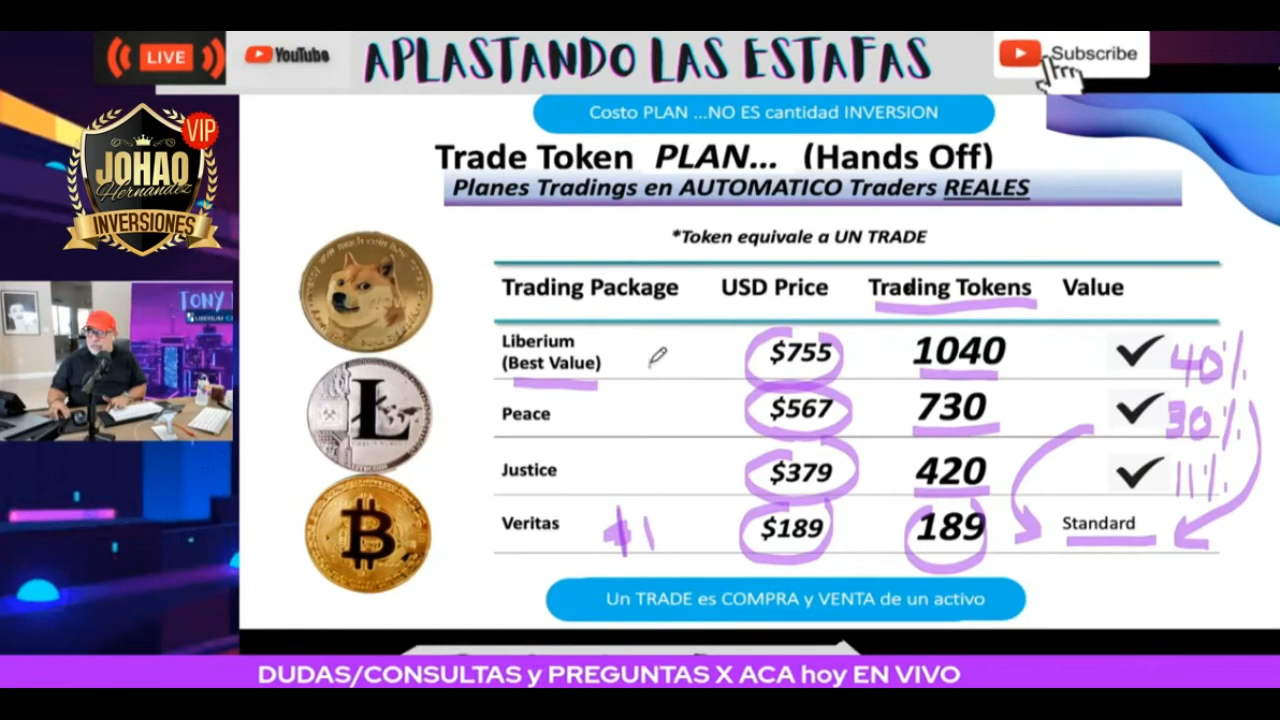 LIVE
YouTube
APLASTANDO LAS ESTAFAS
Subscribe
Costo PLAN ...NO ES cantidad INVERSION
Trade Token PLAN... (Hands Off)
Planes Tradings en AUTOMATICO Traders REALES
VIP
JOHAO
Hernandez
INVERSIONES
*Token equivale a UN TRADE
Trading Package USD Price Trading Tokens Value
Liberium
(Best Value) $755 1040 40%
Peace $567 730 30%
Justice $379 420 11%
Veritas $189 189 Standard
TONY
Un TRADE es COMPRA y VENTA de un activo
DUDAS/CONSULTAS y PREGUNTAS X ACA hoy EN VIVO